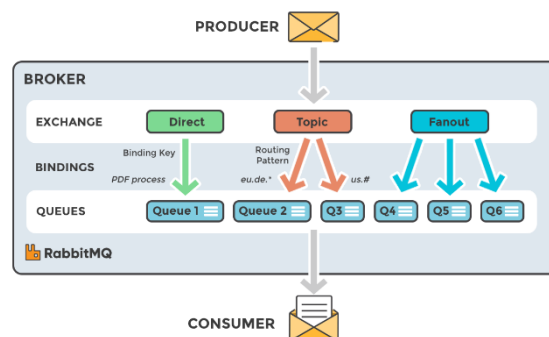 PRODUCER
BROKER
EXCHANGE
Direct
Topic
Fanout
BINDINGS
Binding Key
PDF process
Routing
Pattern
eu.de.*
us.#
QUEUES
Queue 1
Queue 2
Q3
Q4
Q5
Q6
RabbitMQ
CONSUMER